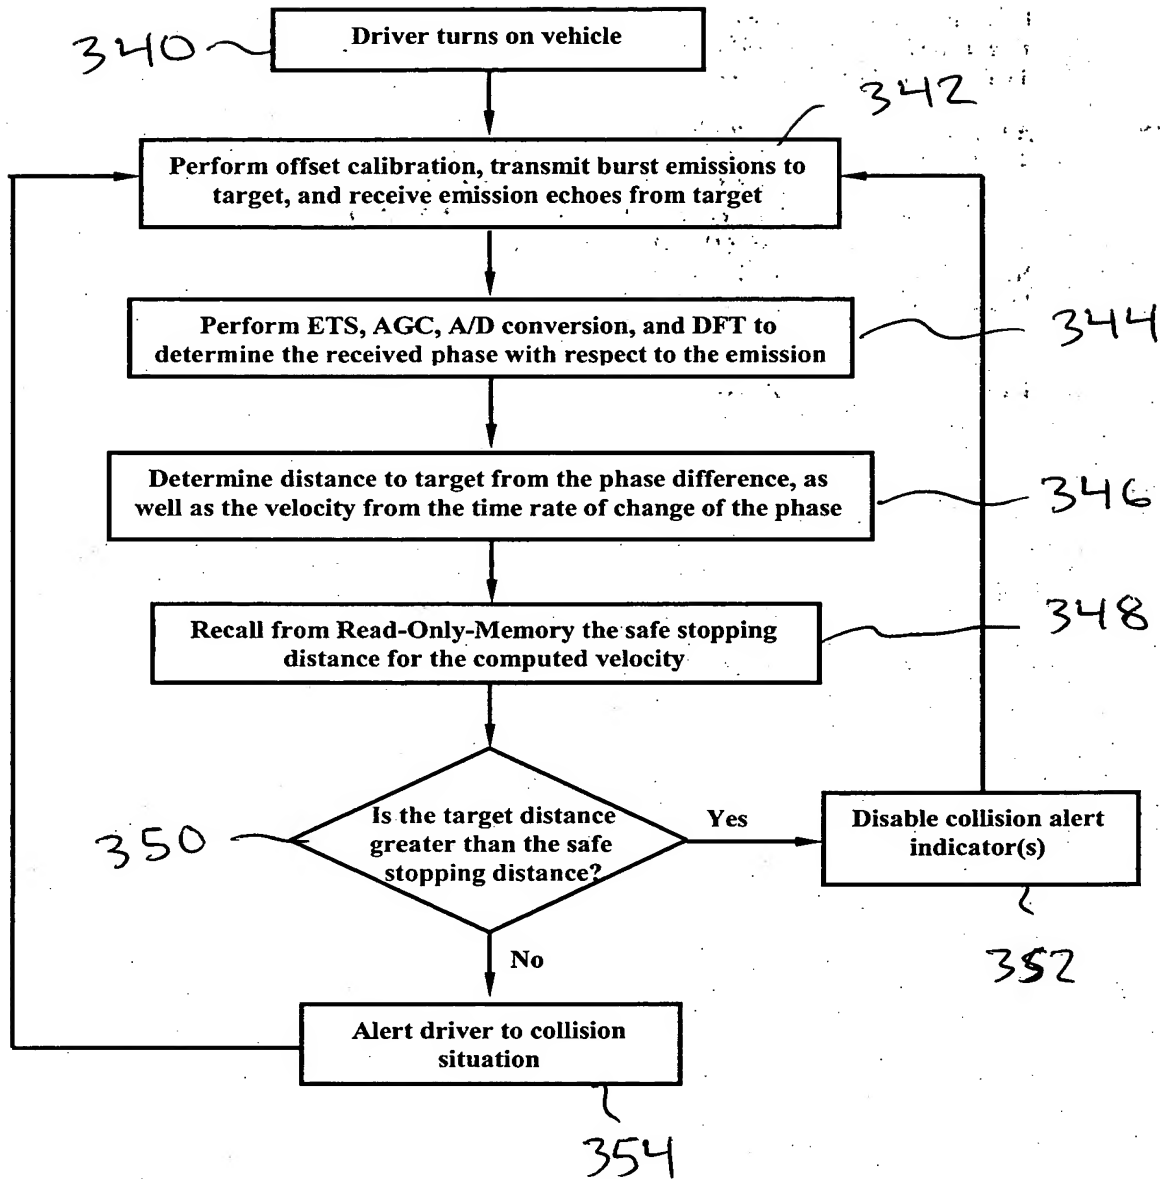 340
Driver turns on vehicle
342
Perform offset calibration, transmit burst emissions to
target, and receive emission echoes from target
Perform ETS, AGC, A/D conversion, and DFT to
determine the received phase with respect to the emission
344
Determine distance to target from the phase difference, as
well as the velocity from the time rate of change of the phase
346
Recall from Read-Only-Memory the safe stopping
distance for the computed velocity
348
350
Is the target distance
greater than the safe
stopping distance?
Yes
Disable collision alert
indicator(s)
352
No
Alert driver to collision
situation
354